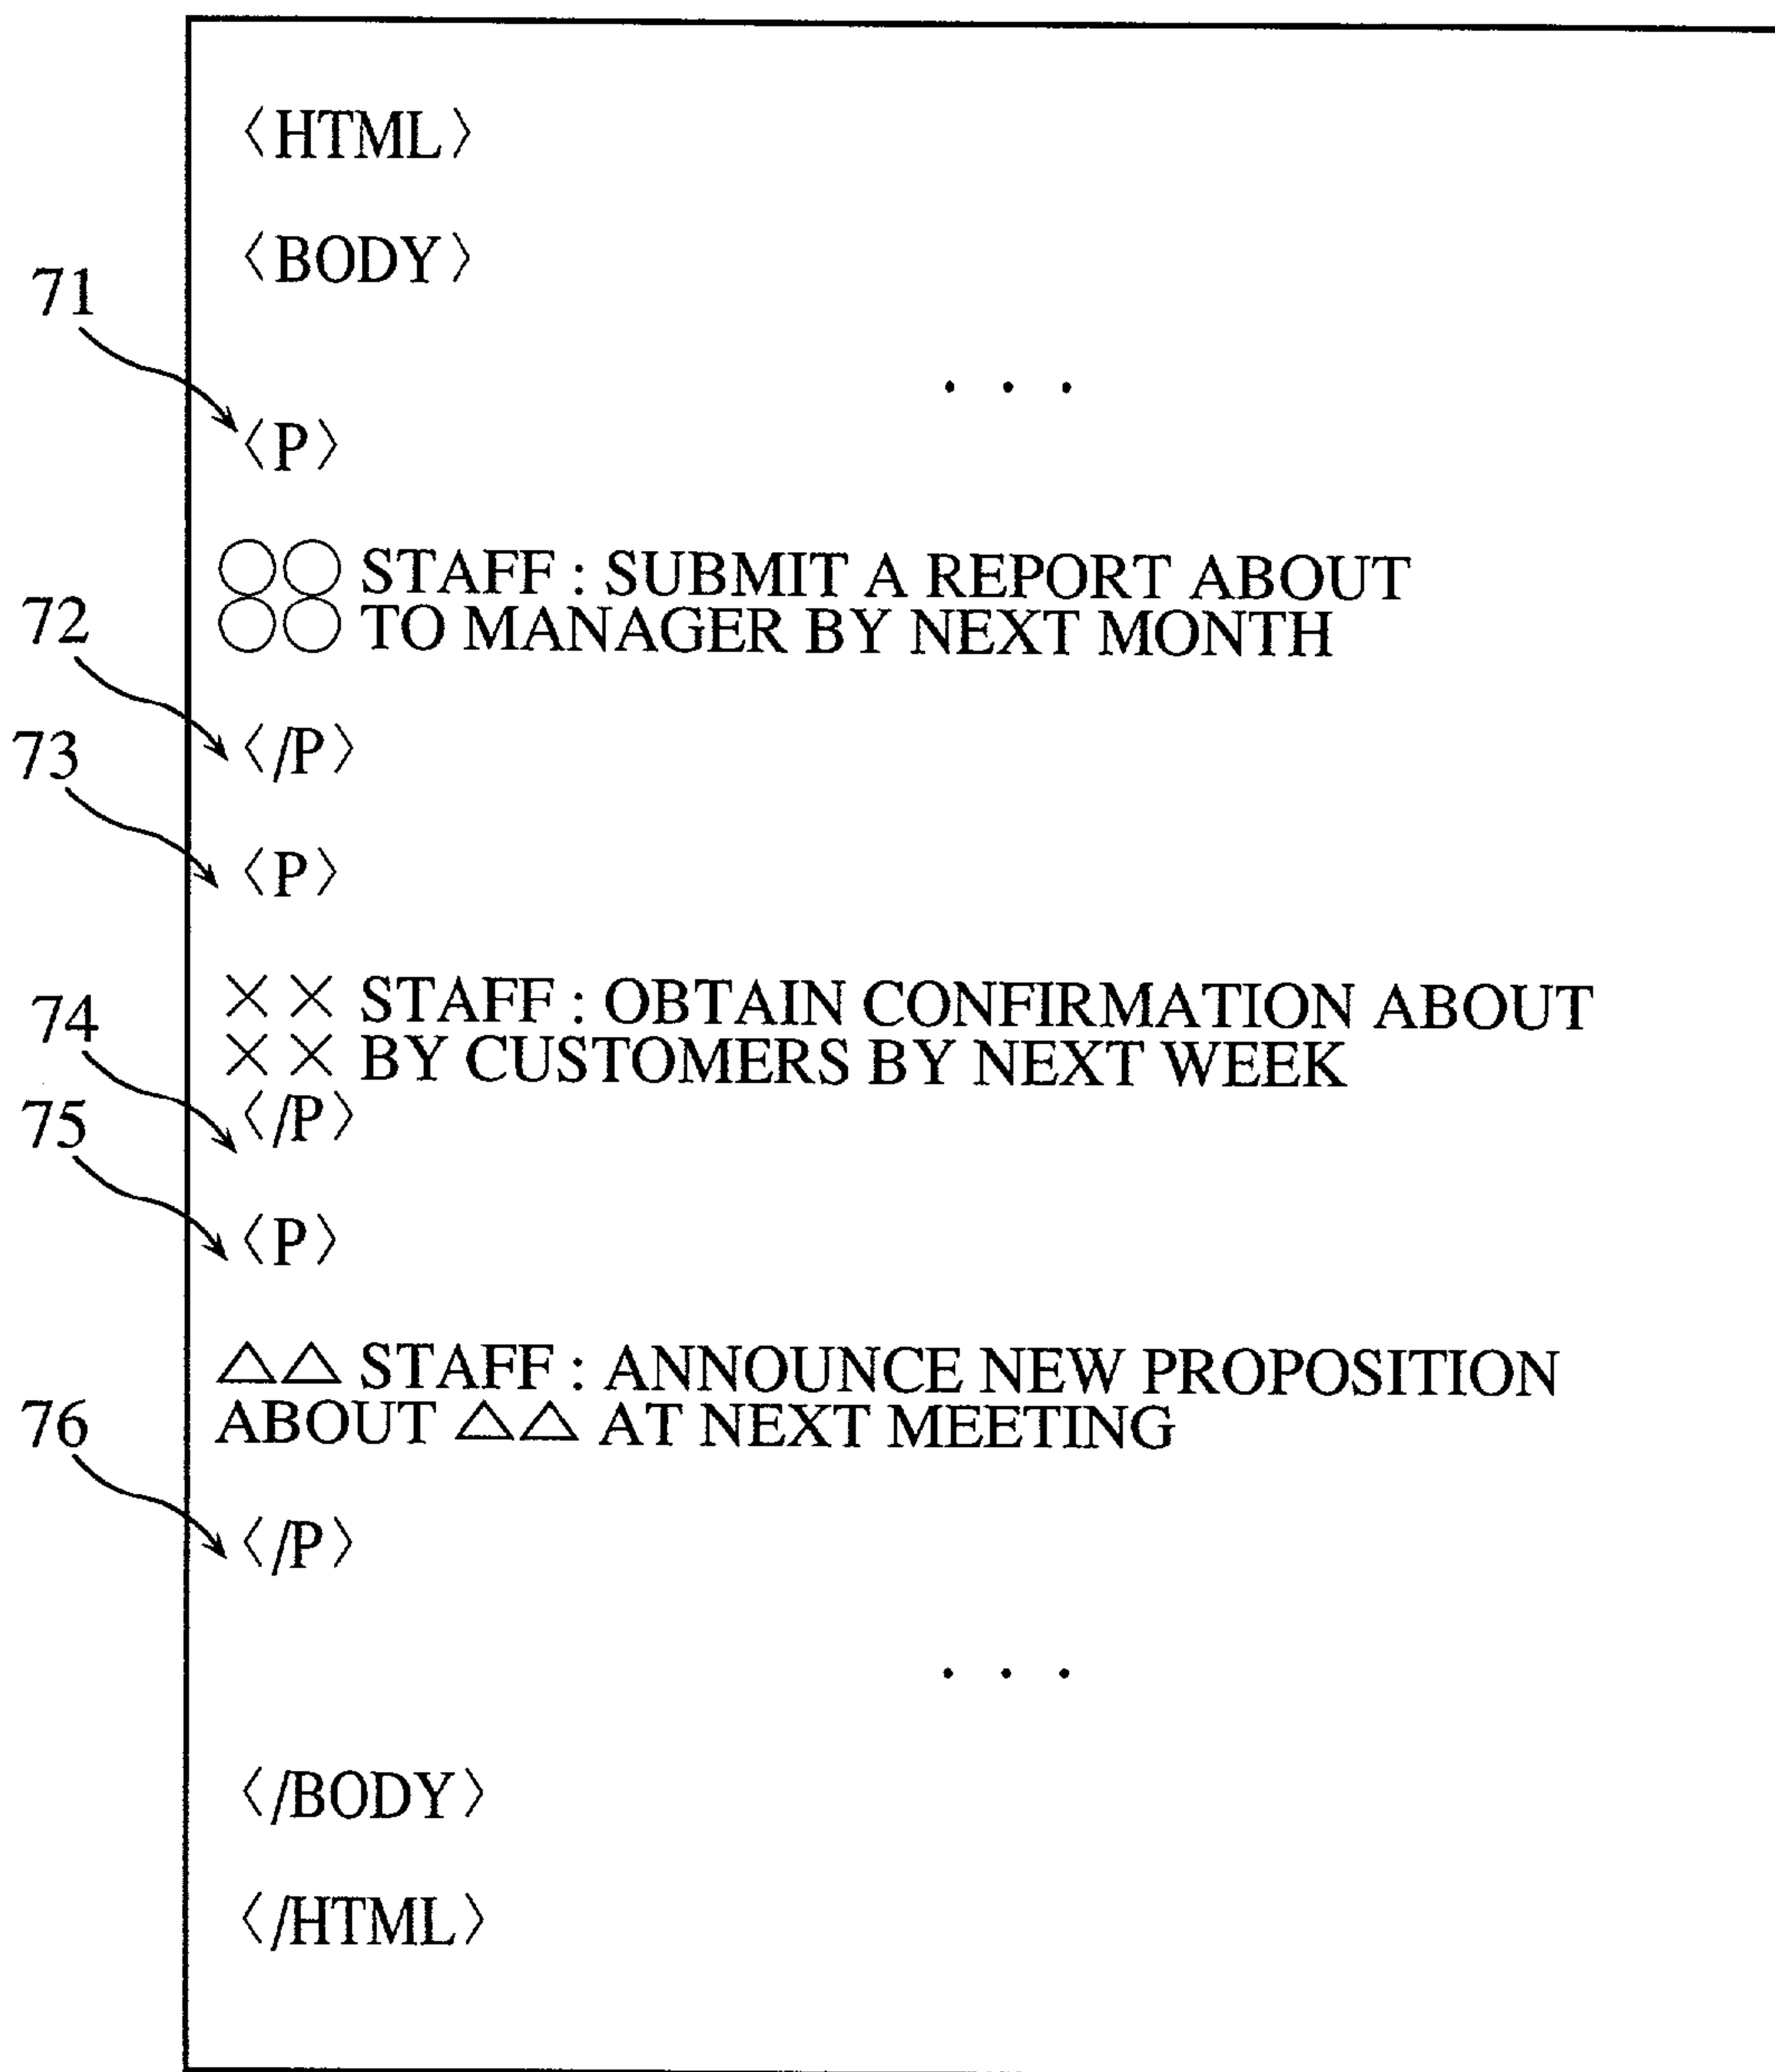 〈HTML〉
〈BODY〉
71
. . .
〈P〉
○○ STAFF : SUBMIT A REPORT ABOUT
○○ TO MANAGER BY NEXT MONTH
72
〈/P〉
73
〈P〉
×× STAFF : OBTAIN CONFIRMATION ABOUT
×× BY CUSTOMERS BY NEXT WEEK
74
〈/P〉
75
〈P〉
△△ STAFF : ANNOUNCE NEW PROPOSITION
ABOUT △△ AT NEXT MEETING
76
〈/P〉
. . .
〈/BODY〉
〈/HTML〉